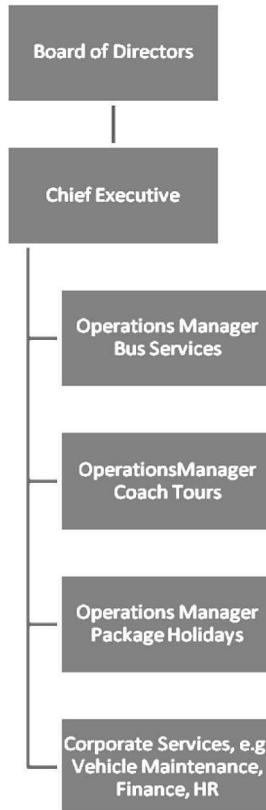 Board of Directors
Chief Executive
Operations Manager
Bus Services
OperationsManager
Coach Tours
Operations Manager
Package Holidays
Corporate Services, e.g
Vehicle Maintenance,
Finance, HR